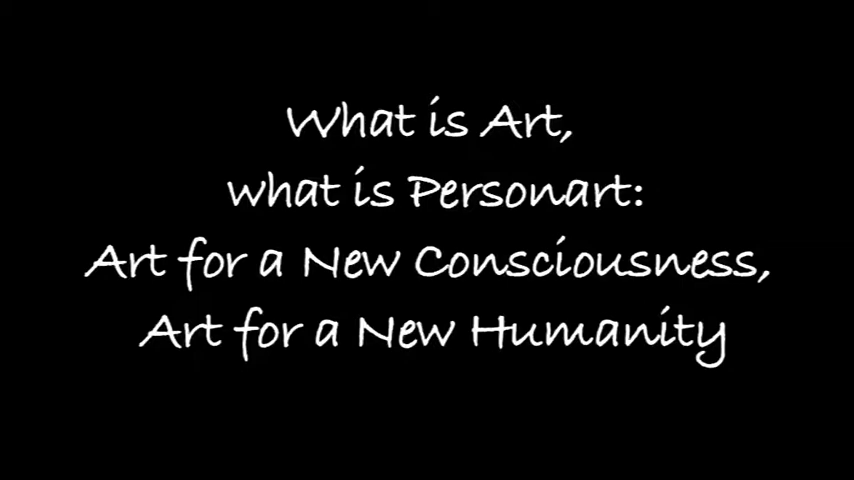 What is Art,
what is Personart:
Art for a New Consciousness,
Art for a New Humanity